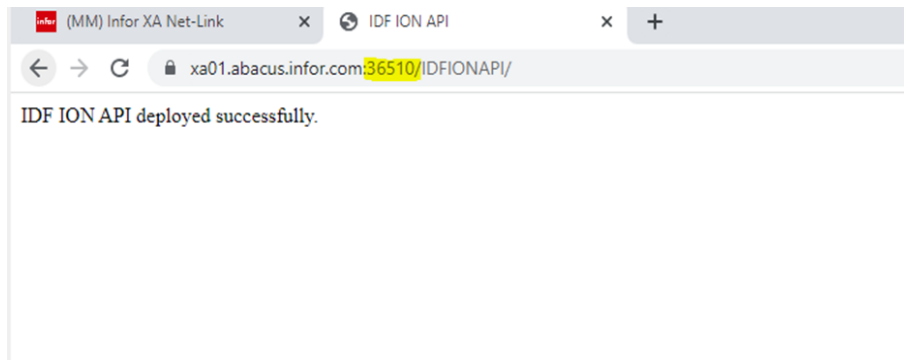 infor (MM) Infor XA Net-Link IDF ION API
xa01.abacus.infor.com:36510/IDFIONAPI/
IDF ION API deployed successfully.